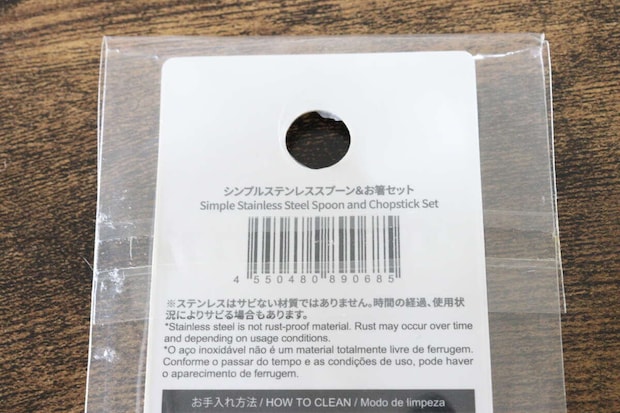 シンプルステンレススプーン&お箸セット
Simple Stainless Steel Spoon and Chopstick Set
4 550480 890685
※ステンレスはサビない材質ではありません。時間の経過、使用状
況によりサビる場合もあります。
*Stainless steel is not rust-proof material. Rust may occur over time
and depending on usage conditions.
*O aço inoxidável não é um material totalmente livre de ferrugem.
Conforme o passar do tempo e as condições de uso, pode haver
o aparecimento de ferrugem.
お手入れ方法 / HOW TO CLEAN / Modo de limpeza